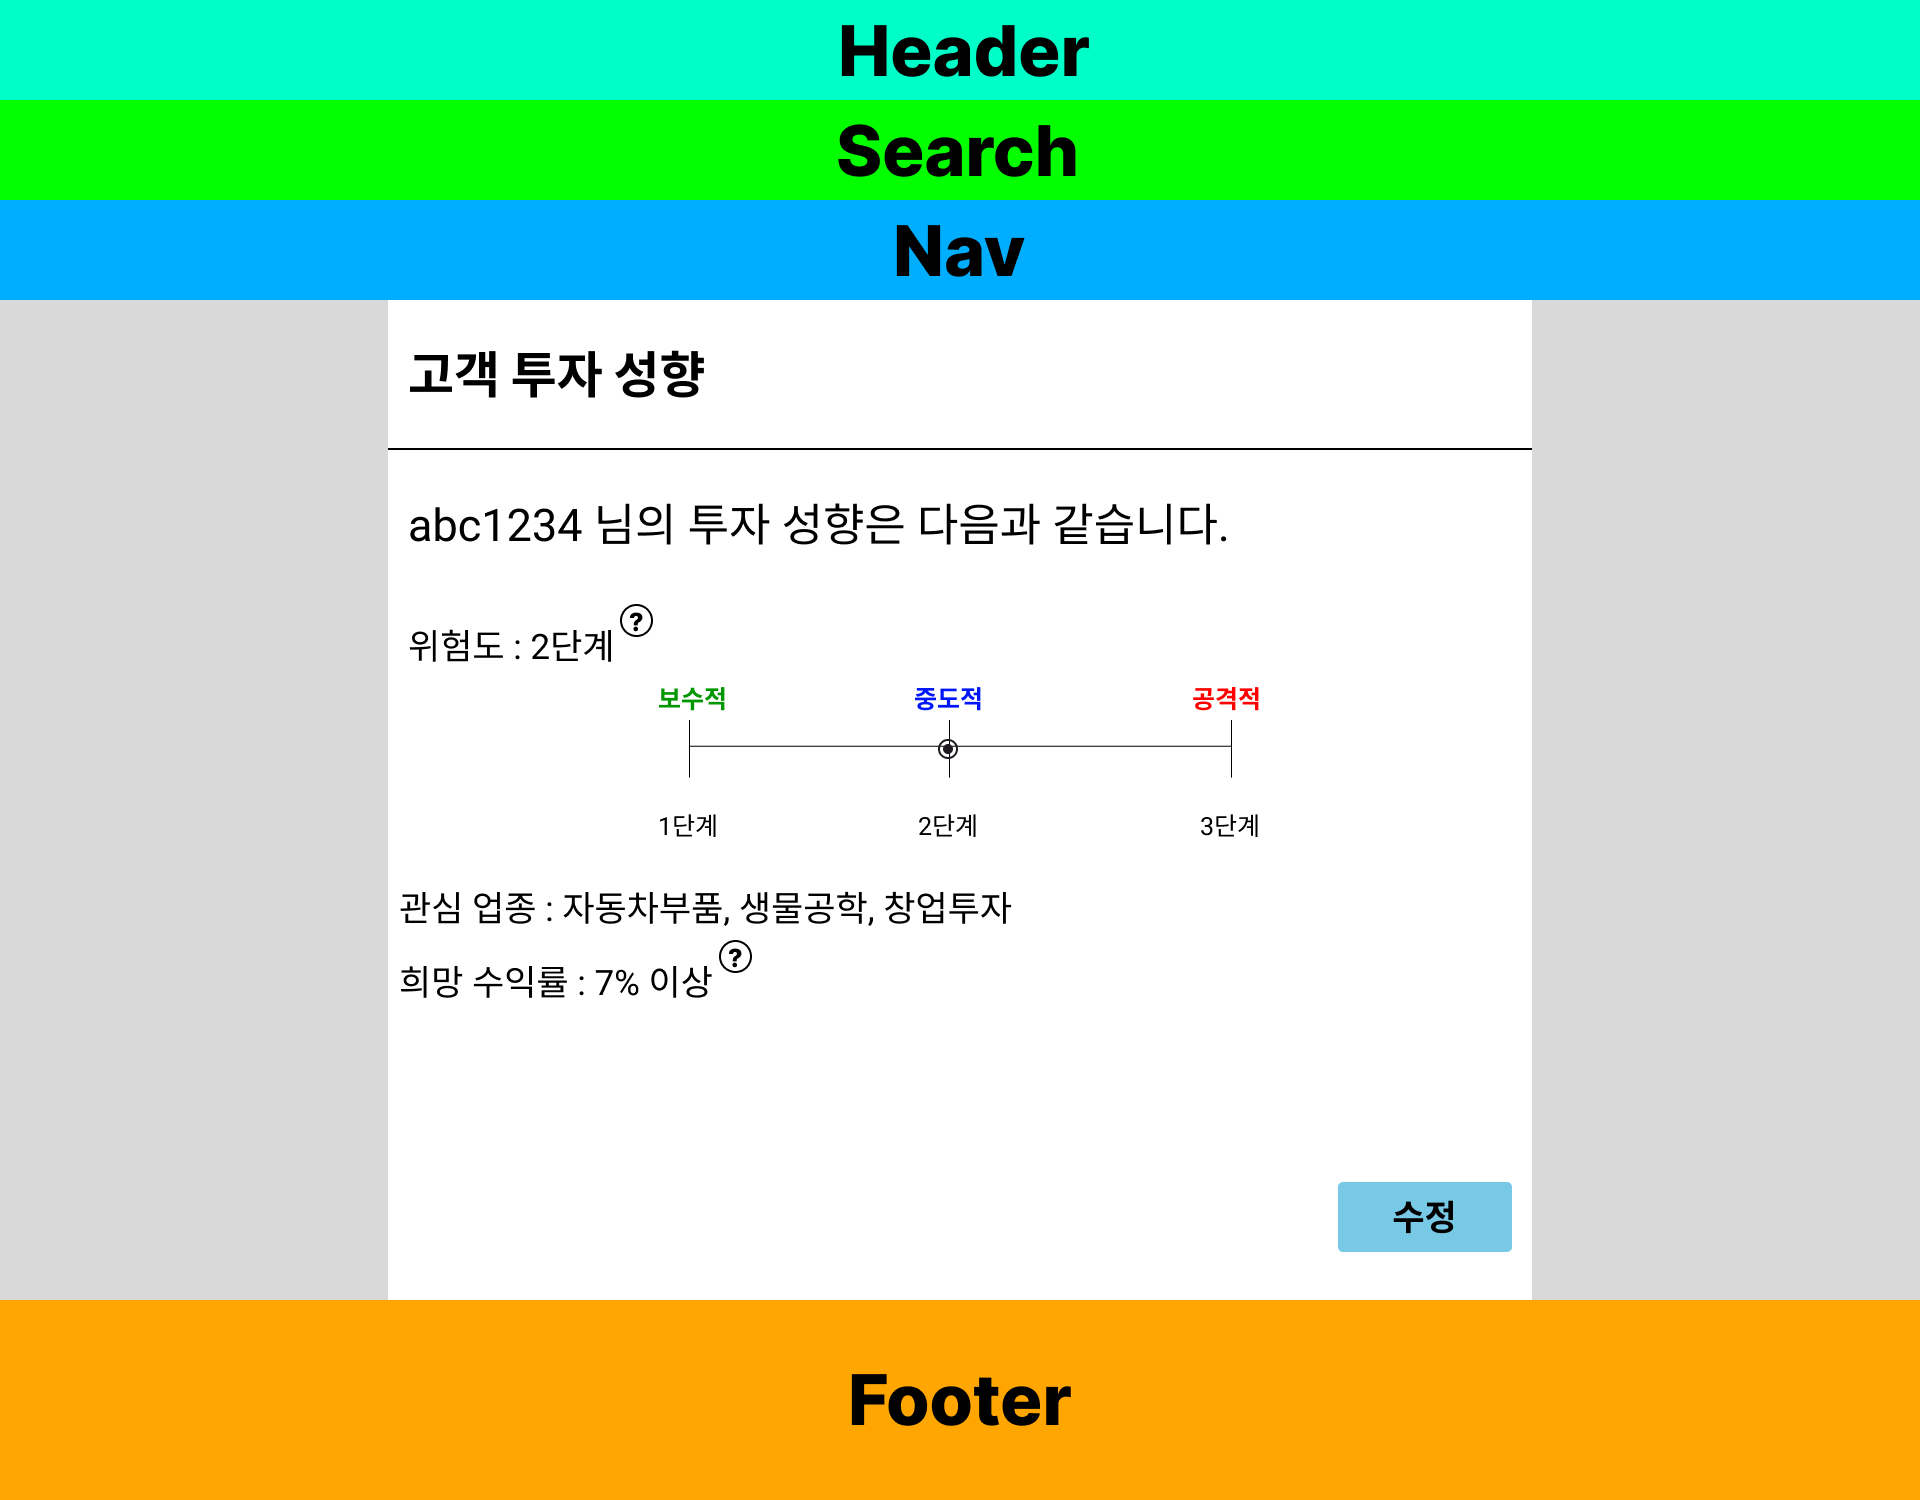 Header
Search
Nav
고객 투자 성향
abc1234 님의 투자 성향은 다음과 같습니다.
위험도 : 2단계 ?
보수적 중도적 공격적
1단계 2단계 3단계
관심 업종 : 자동차부품, 생물공학, 창업투자
희망 수익률 : 7% 이상 ?
수정
Footer